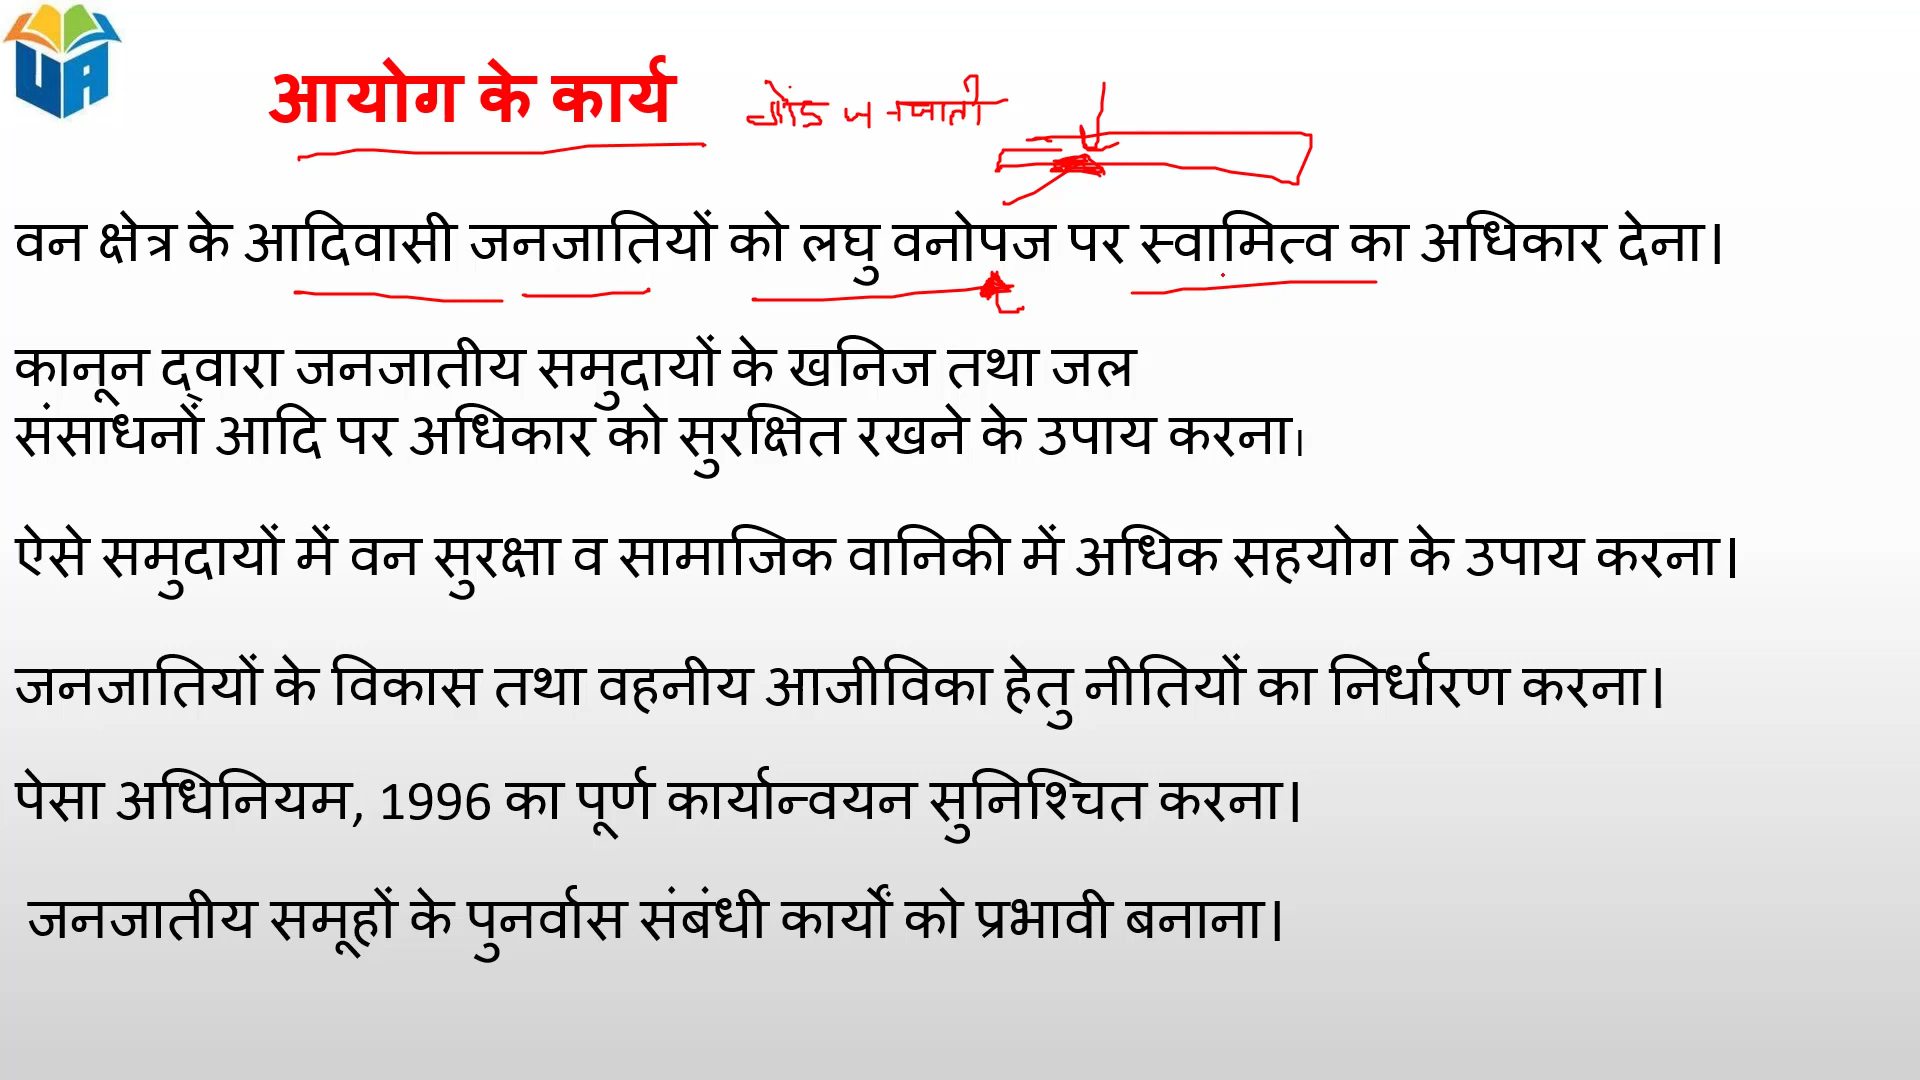 UA
आयोग के कार्य
वन क्षेत्र के आदिवासी जनजातियों को लघु वनोपज पर स्वामित्व का अधिकार देना।
कानून द्वारा जनजातीय समुदायों के खनिज तथा जल
संसाधनों आदि पर अधिकार को सुरक्षित रखने के उपाय करना।
ऐसे समुदायों में वन सुरक्षा व सामाजिक वानिकी में अधिक सहयोग के उपाय करना।
जनजातियों के विकास तथा वहनीय आजीविका हेतु नीतियों का निर्धारण करना।
पेसा अधिनियम, 1996 का पूर्ण कार्यान्वयन सुनिश्चित करना।
जनजातीय समूहों के पुनर्वास संबंधी कार्यों को प्रभावी बनाना।